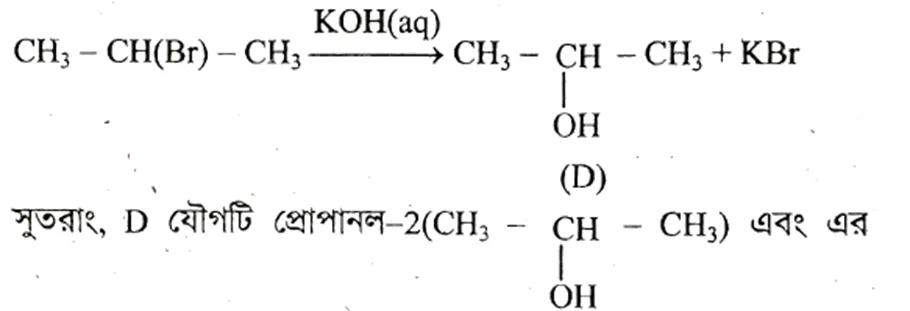 KOH(aq)
CH₃ – CH(Br) – CH₃ ⟶ CH₃ – CH – CH₃ + KBr
|
OH
(D)
সুতরাং, D যৌগটি প্রোপানল–2(CH₃ – CH – CH₃) এবং এর
|
OH